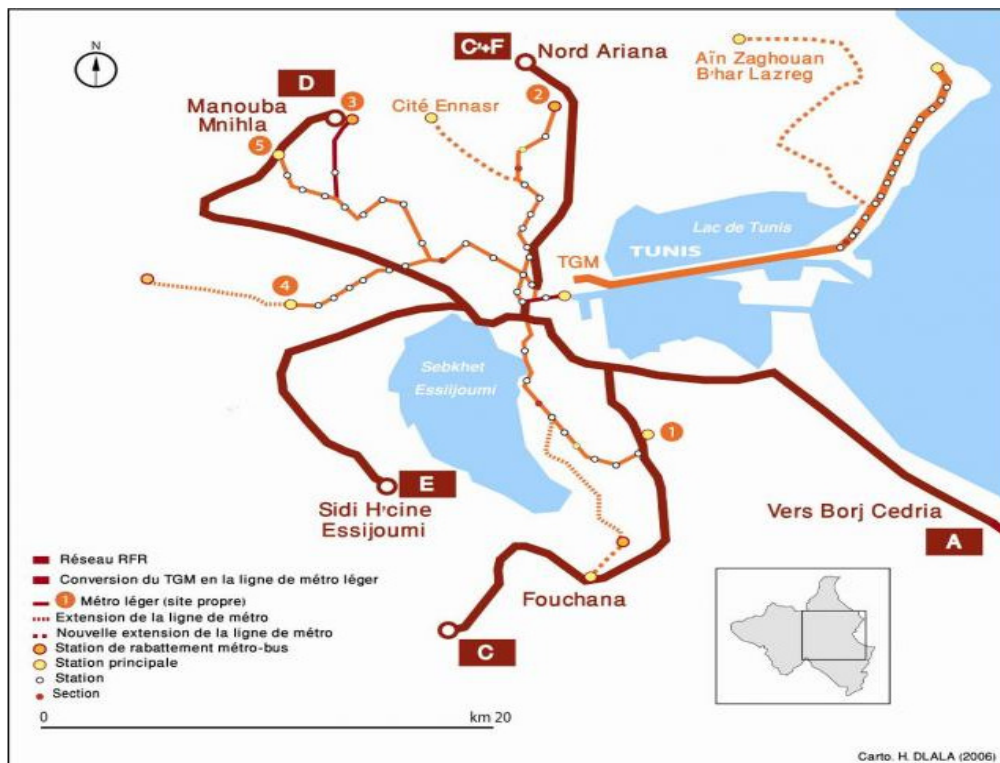 N
C'+F
Nord Ariana
Aïn Zaghouan
B'har Lazreg
D
3
2
Cité Ennasr
Manouba
Mnihla
5
Lac de Tunis
TUNIS
TGM
4
Sebkhet
Essiijoumi
1
E
Sidi H'cine
Essijoumi
Vers Borj Cedria
A
Fouchana
C
Réseau RFR
Conversion du TGM en la ligne de métro léger
1 Métro léger (site propre)
Extension de la ligne de métro
Nouvelle extension de la ligne de métro
Station de rabattement métro-bus
Station principale
Station
Section
0 km 20
Carto. H. DLALA (2006)